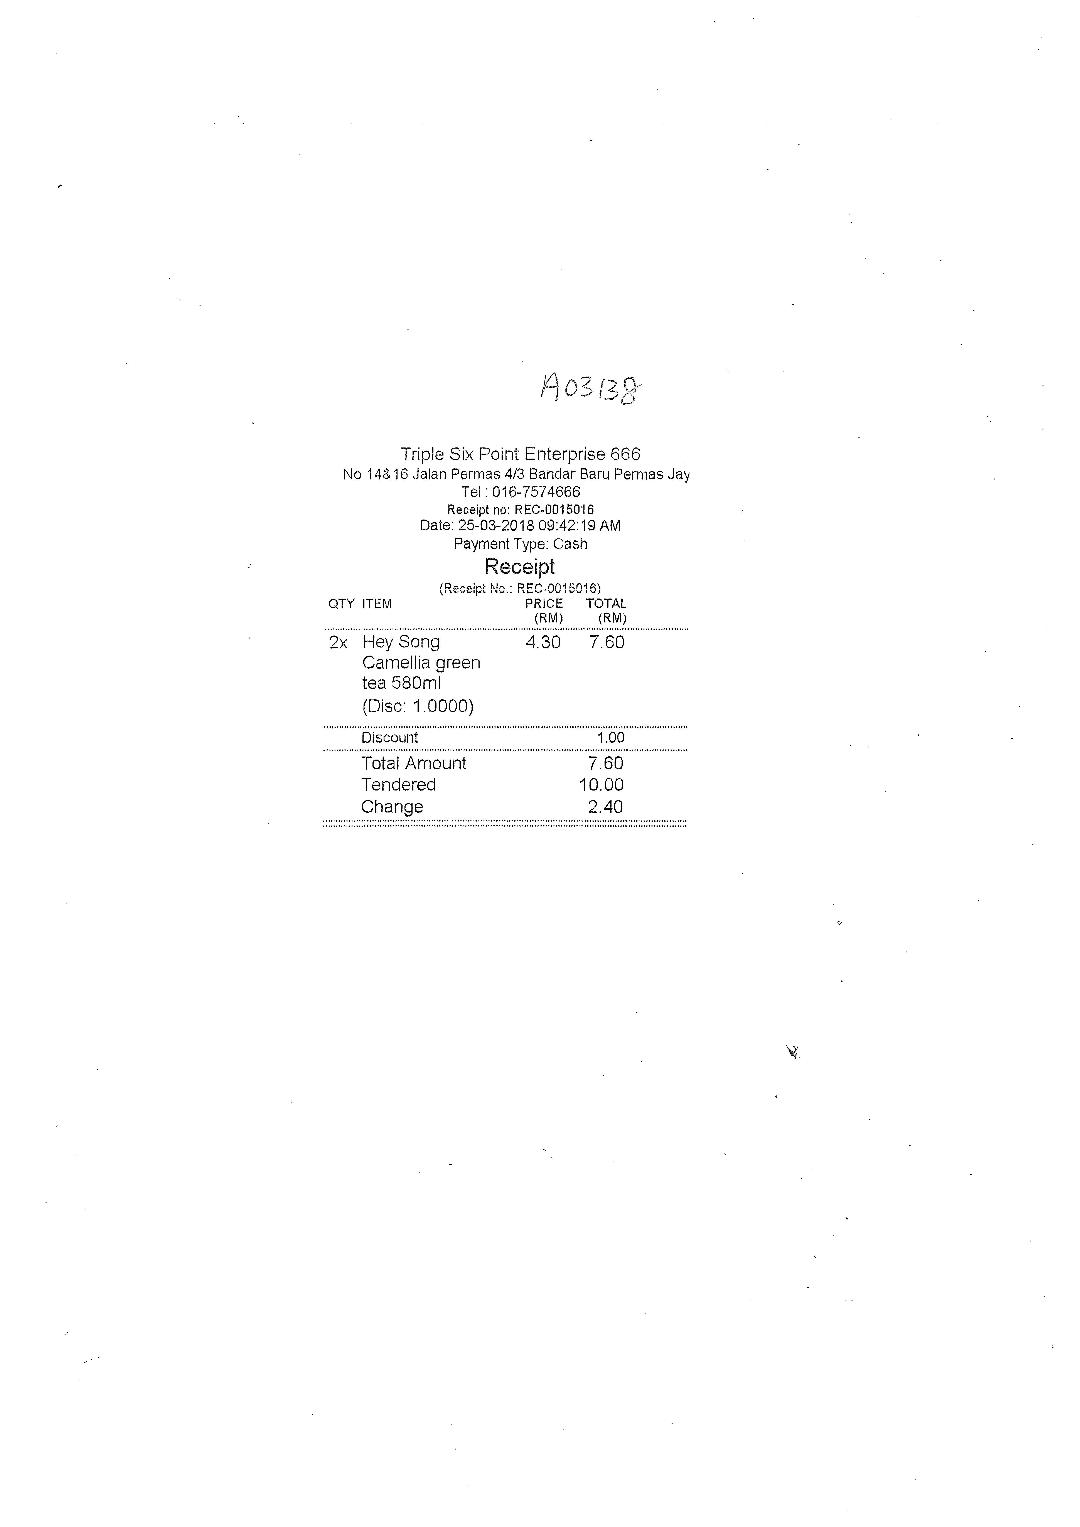 A03138
Triple Six Point Enterprise 666
No 14&16 Jalan Permas 4/3 Bandar Baru Permas Jay
Tel : 016-7574666
Receipt no: REC-0015016
Date: 25-03-2018 09:42:19 AM
Payment Type: Cash
Receipt
(Receipt No.: REC-0015016)
QTY ITEM PRICE TOTAL
(RM) (RM)
2x Hey Song 4.30 7.60
Camellia green
tea 580ml
(Disc: 1.0000)
Discount 1.00
Total Amount 7.60
Tendered 10.00
Change 2.40